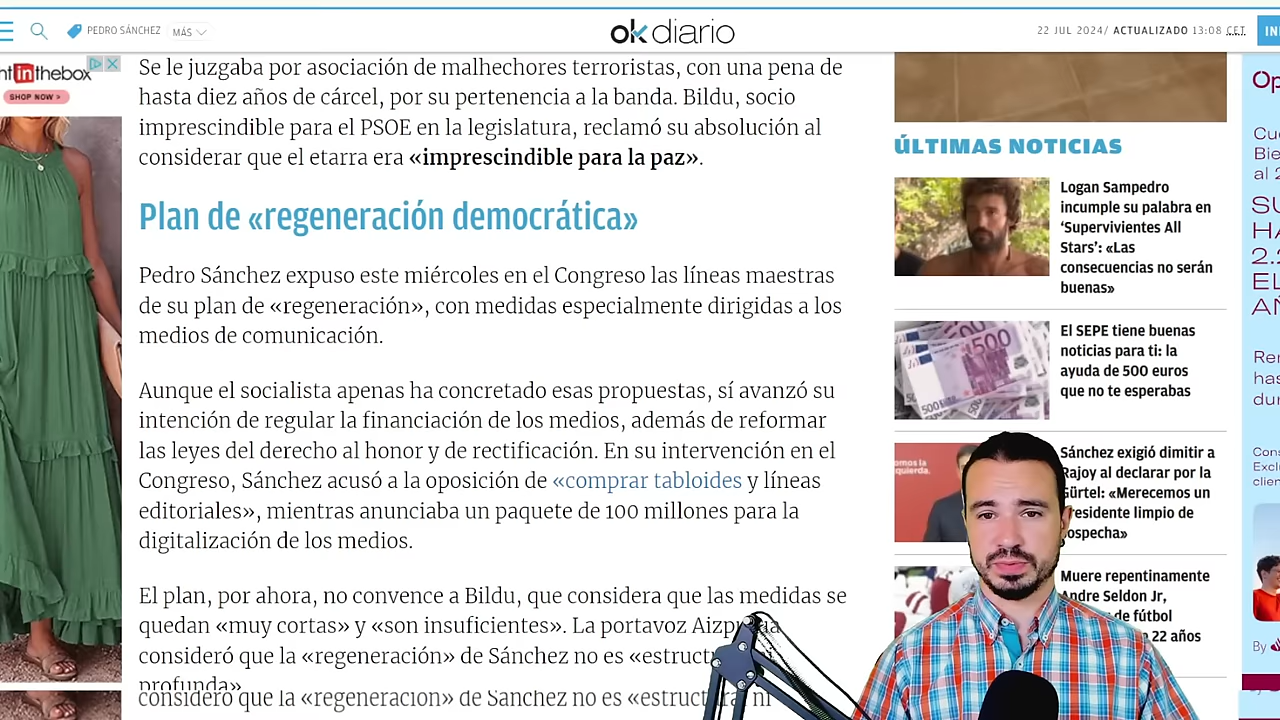 PEDRO SÁNCHEZ
MÁS
okdiario
22 JUL 2024/ ACTUALIZADO 13:08 CET
inthebox
SHOP NOW >
Se le juzgaba por asociación de malhechores terroristas, con una pena de
hasta diez años de cárcel, por su pertenencia a la banda. Bildu, socio
imprescindible para el PSOE en la legislatura, reclamó su absolución al
considerar que el etarra era «imprescindible para la paz».
Plan de «regeneración democrática»
Pedro Sánchez expuso este miércoles en el Congreso las líneas maestras
de su plan de «regeneración», con medidas especialmente dirigidas a los
medios de comunicación.
Aunque el socialista apenas ha concretado esas propuestas, sí avanzó su
intención de regular la financiación de los medios, además de reformar
las leyes del derecho al honor y de rectificación. En su intervención en el
Congreso, Sánchez acusó a la oposición de «comprar tabloides y líneas
editoriales», mientras anunciaba un paquete de 100 millones para la
digitalización de los medios.
El plan, por ahora, no convence a Bildu, que considera que las medidas se
quedan «muy cortas» y «son insuficientes». La portavoz
consideró que la «regeneración» de Sánchez no es
profunda»
consideró que la «regeneración» de Sánchez no es ni
ÚLTIMAS NOTICIAS
Logan Sampedro
incumple su palabra en
‘Supervivientes All
Stars’: «Las
consecuencias no serán
buenas»
El SEPE tiene buenas
noticias para ti: la
ayuda de 500 euros
que no te esperabas
Sánchez exigió dimitir a
Rajoy al declarar por la
Gürtel: «Merecemos un
presidente limpio de
sospecha»
Muere repentinamente
Andre Seldon Jr,
de fútbol
22 años
al
By